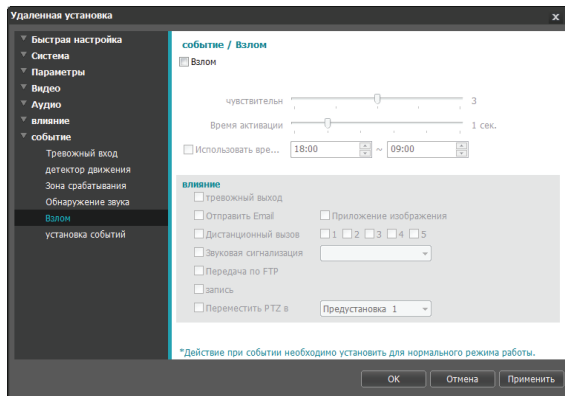 Удаленная установка
x
Быстрая настройка
Система
Параметры
Видео
Аудио
влияние
событие
Тревожный вход
детектор движения
Зона срабатывания
Обнаружение звука
Взлом
установка событий
событие / Взлом
Взлом
чувствительн 3
Время активации 1 сек.
Использовать вре... 18:00 ~ 09:00
влияние
тревожный выход
Отправить Email Приложение изображения
Дистанционный вызов 1 2 3 4 5
Звуковая сигнализация
Передача по FTP
запись
Переместить PTZ в Предустановка 1
*Действие при событии необходимо установить для нормального режима работы.
OK Отмена Применить